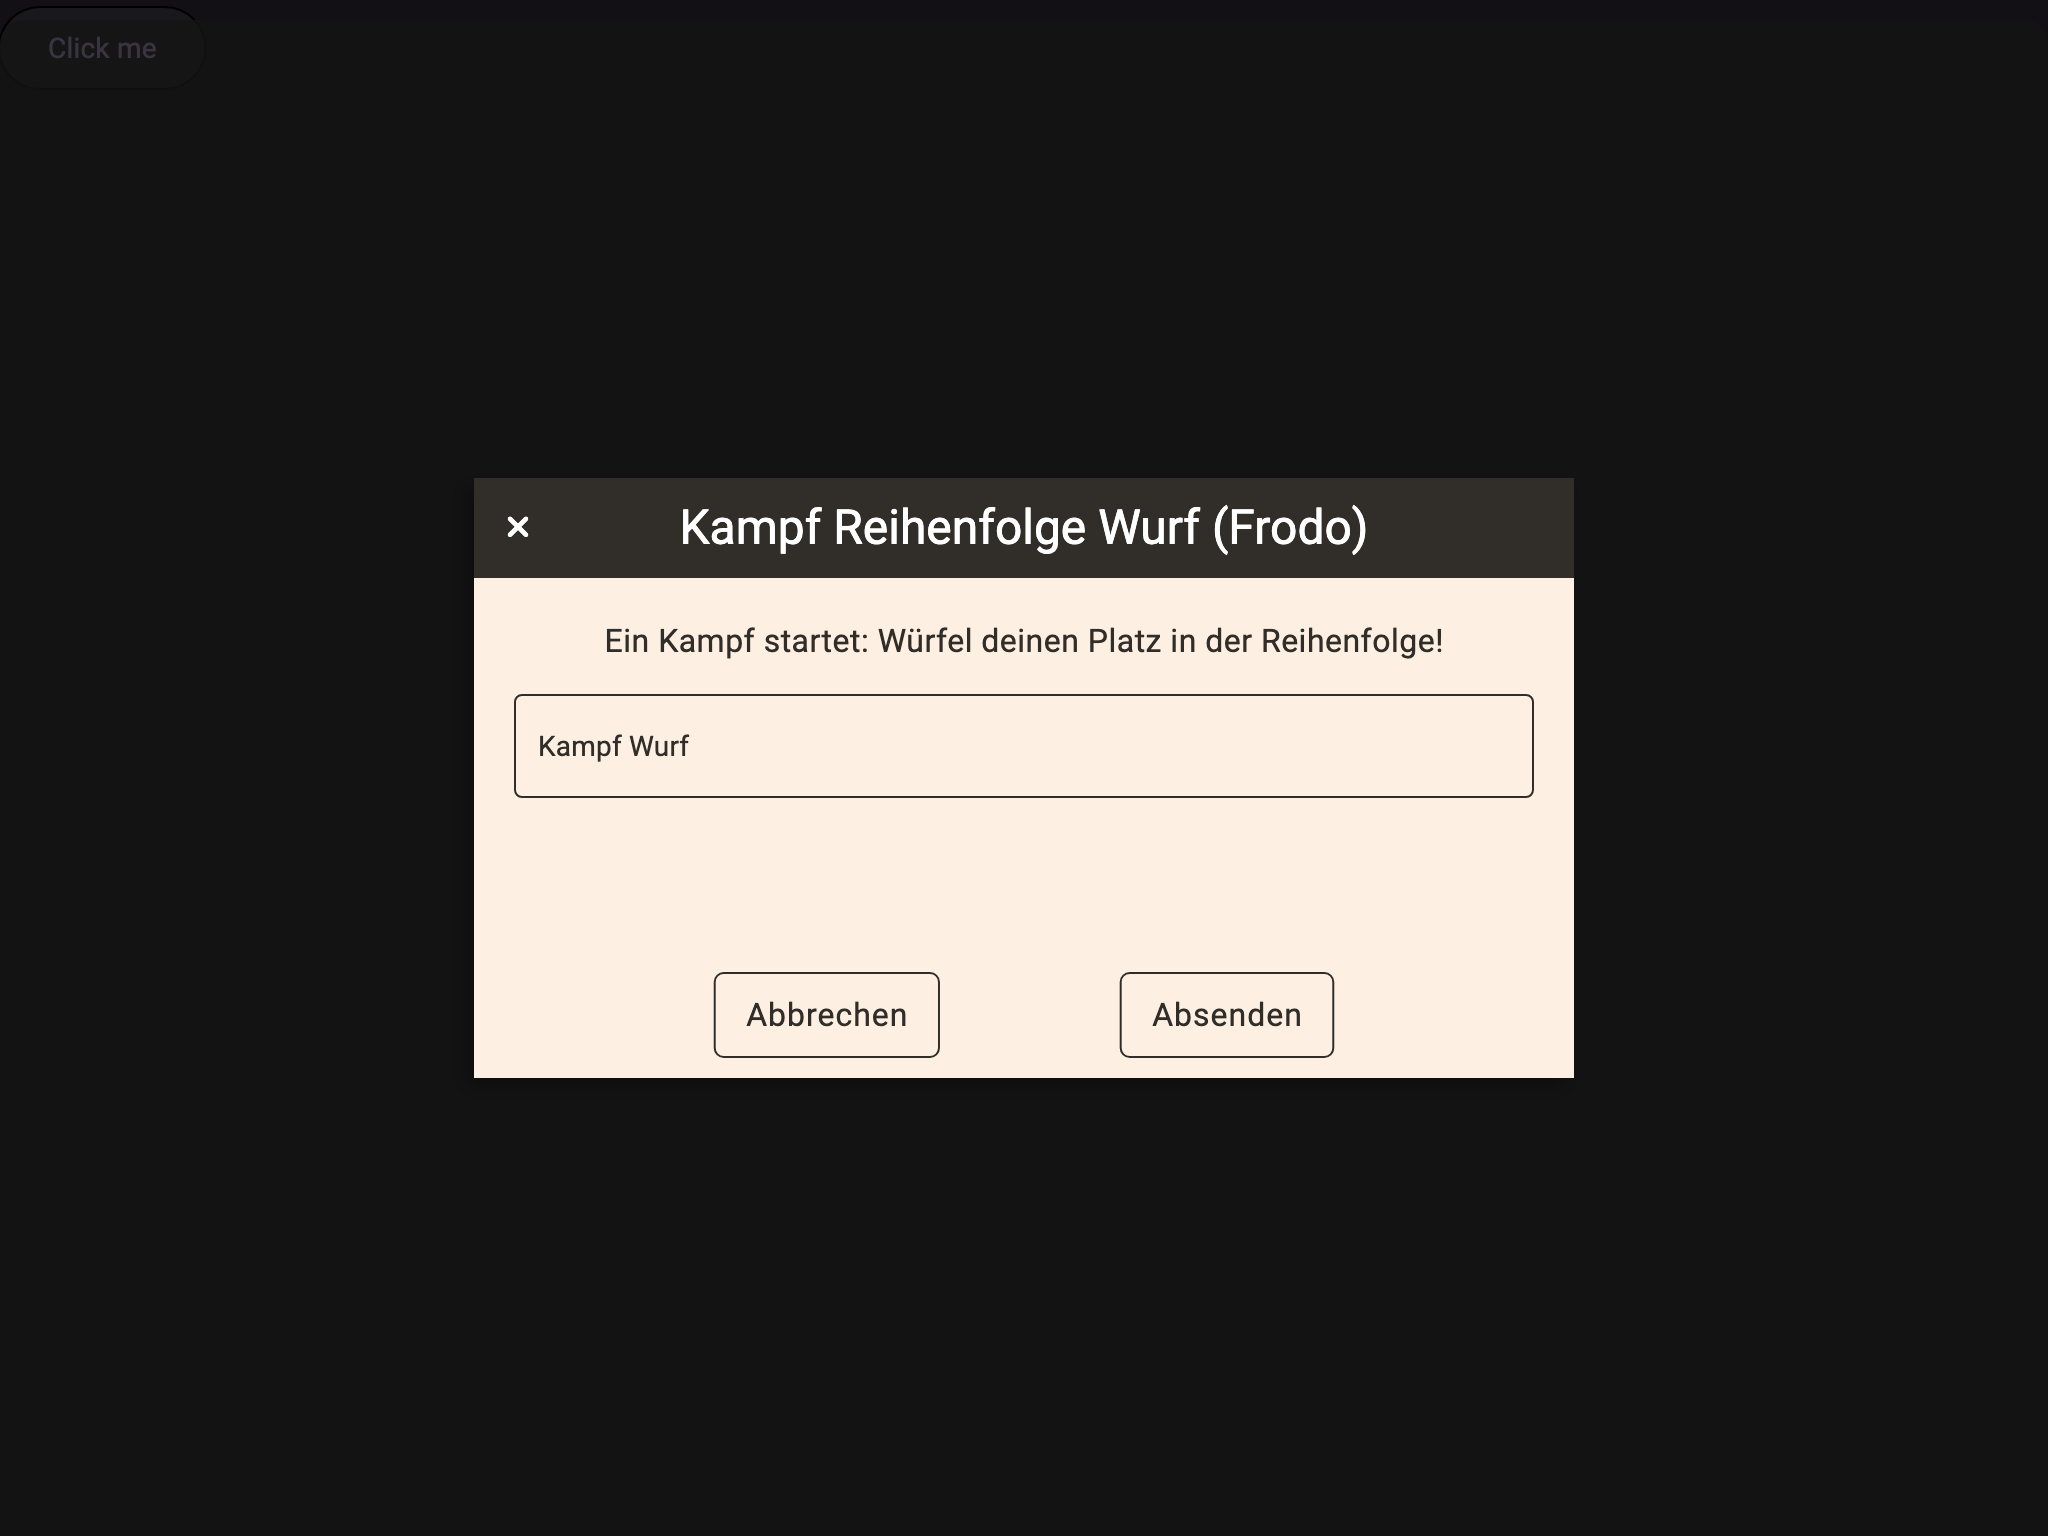 Click me
Kampf Reihenfolge Wurf (Frodo)
Ein Kampf startet: Würfel deinen Platz in der Reihenfolge!
Kampf Wurf
Abbrechen
Absenden